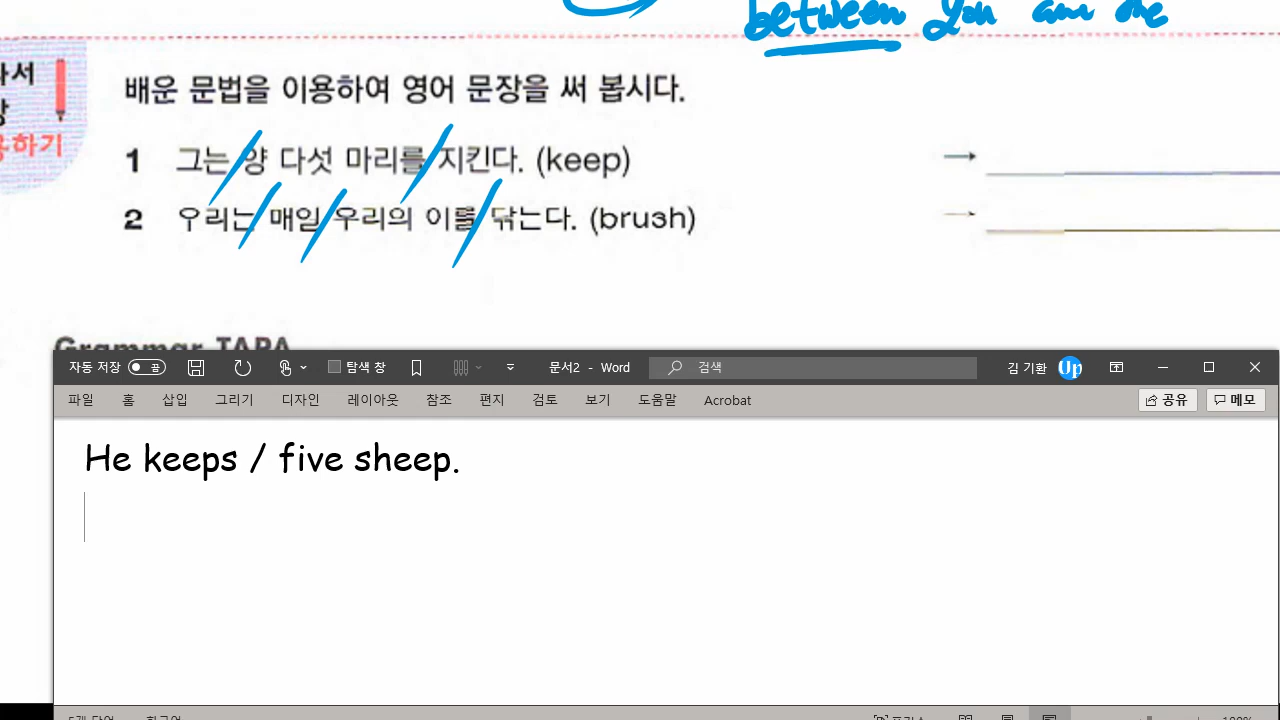 between you
배운 문법을 이용하여 영어 문장을 써 봅시다.
1 그는 양 다섯 마리를 지킨다. (keep) →
2 우리는 매일 우리의 이를 닦는다. (brush) →
자동 저장 끔 탐색 창 문서2 - Word 검색 김 기환 Up
파일 홈 삽입 그리기 디자인 레이아웃 참조 편지 검토 보기 도움말 Acrobat 공유 메모
He keeps / five sheep.